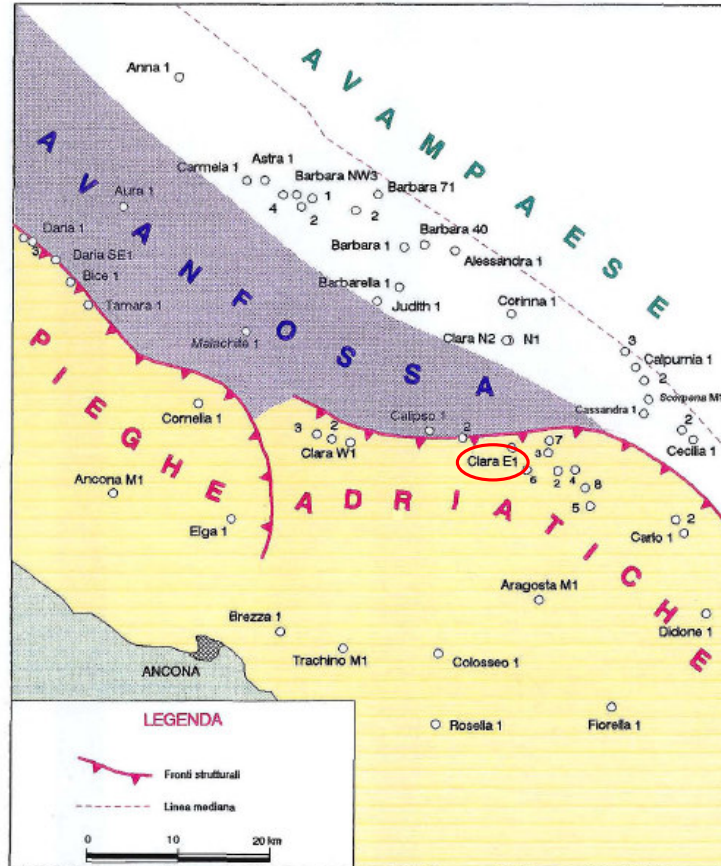 AVAMPAESE
Anna 1
AVANFOSSA
Carmela 1
Astra 1
Barbara NW3
Barbara 71
1
4
2
2
Aura 1
Daria 1
3
Daria SE1
Bice 1
Tamara 1
Barbara 1
Barbara 40
Alessandra 1
Barbarella 1
Judith 1
Corinna 1
Malachite 1
Clara N2
N1
3
Calpurnia 1
2
Scorpena M1
Cassandra 1
2
Cecilia 1
PIEGHE
ADRIATICHE
Cornelia 1
Calipso 1
2
3
2
Clara W1
Clara E1
7
3
6
2
4
8
5
Ancona M1
Elga 1
2
Carlo 1
Aragosta M1
Didone 1
Brezza 1
ANCONA
Trachino M1
Colosseo 1
Rosella 1
Fiorella 1
LEGENDA
Fronti strutturali
Linea mediana
0 10 20 km